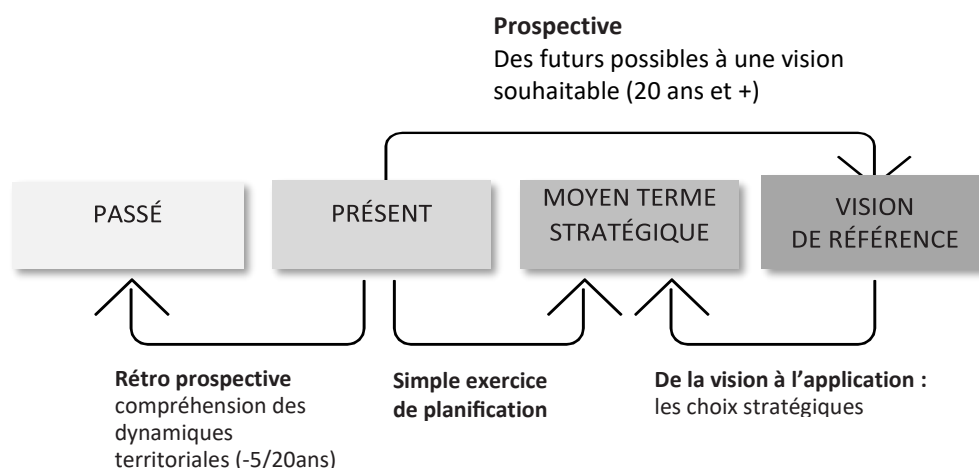 Prospective
Des futurs possibles à une vision
souhaitable (20 ans et +)
PASSÉ
PRÉSENT
MOYEN TERME
STRATÉGIQUE
VISION
DE RÉFÉRENCE
Rétro prospective
compréhension des
dynamiques
territoriales (-5/20ans)
Simple exercice
de planification
De la vision à l’application :
les choix stratégiques